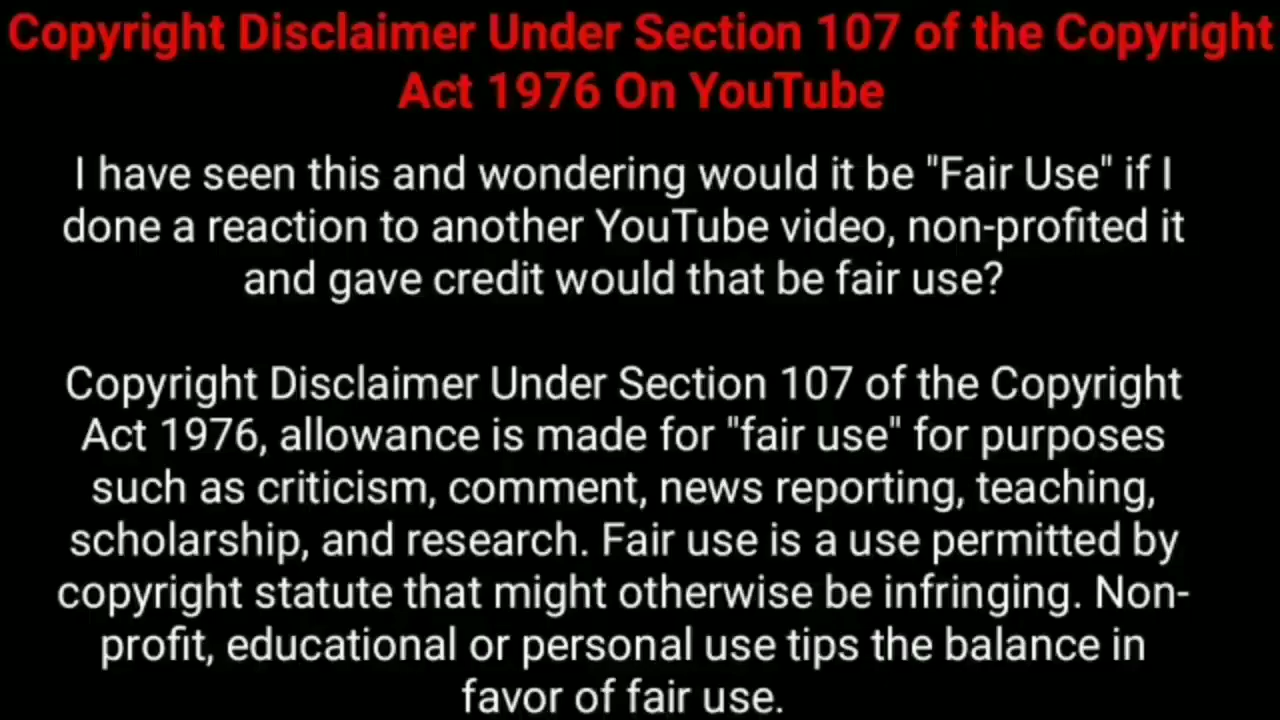 Copyright Disclaimer Under Section 107 of the Copyright
Act 1976 On YouTube
I have seen this and wondering would it be "Fair Use" if I
done a reaction to another YouTube video, non-profited it
and gave credit would that be fair use?
Copyright Disclaimer Under Section 107 of the Copyright
Act 1976, allowance is made for "fair use" for purposes
such as criticism, comment, news reporting, teaching,
scholarship, and research. Fair use is a use permitted by
copyright statute that might otherwise be infringing. Non-
profit, educational or personal use tips the balance in
favor of fair use.